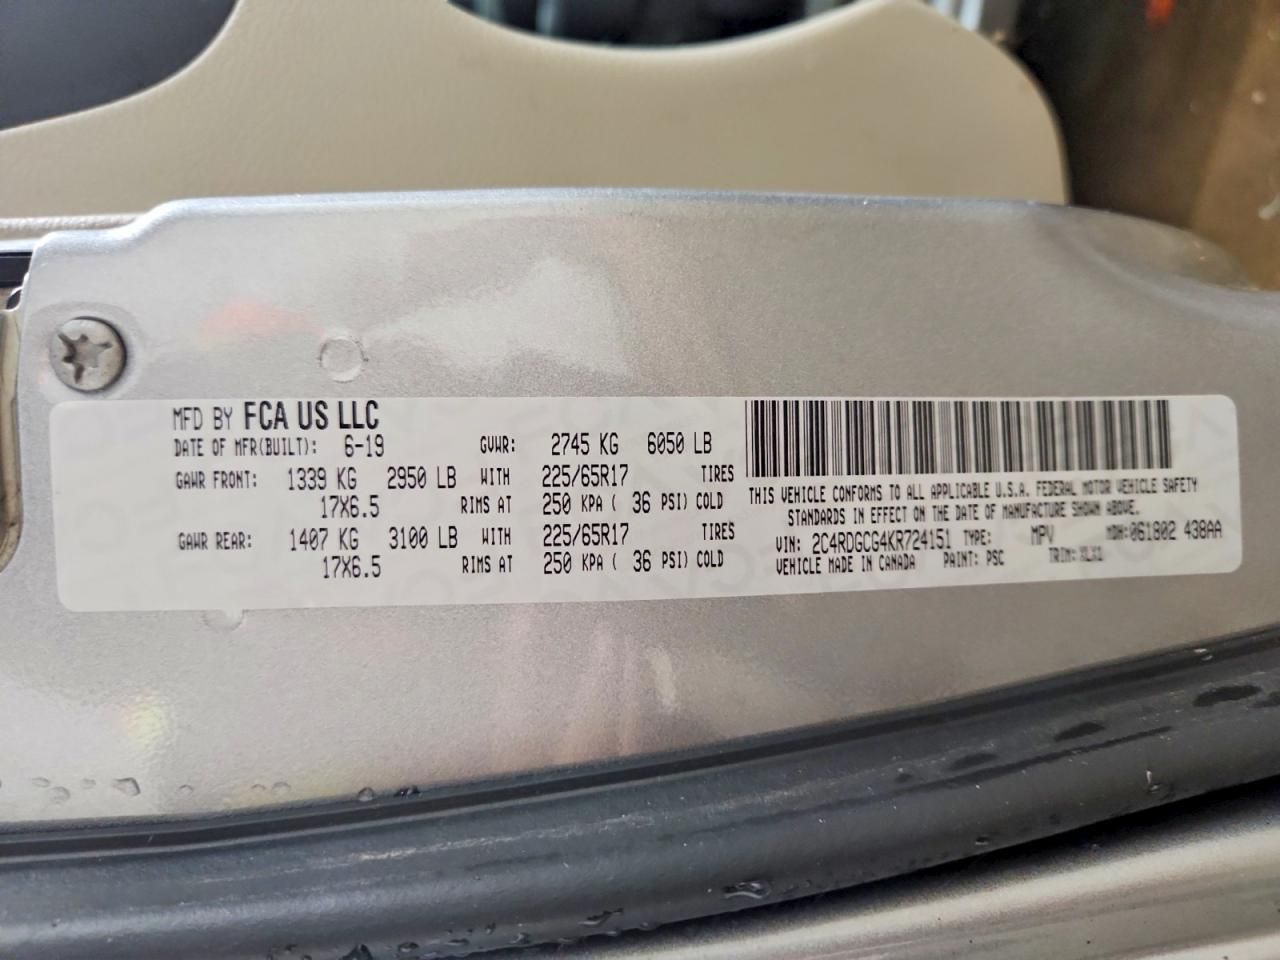 MFD BY FCA US LLC
DATE OF MFR(BUILT): 6-19 GVWR: 2745 KG 6050 LB
GAWR FRONT: 1339 KG 2950 LB WITH 225/65R17 TIRES
17X6.5 RIMS AT 250 KPA ( 36 PSI) COLD
GAWR REAR: 1407 KG 3100 LB WITH 225/65R17 TIRES
17X6.5 RIMS AT 250 KPA ( 36 PSI) COLD
THIS VEHICLE CONFORMS TO ALL APPLICABLE U.S.A. FEDERAL MOTOR VEHICLE SAFETY
STANDARDS IN EFFECT ON THE DATE OF MANUFACTURE SHOWN ABOVE.
VIN: 2C4RDGCG4KR724151 TYPE: MPV MDH:061802 438AA
VEHICLE MADE IN CANADA PAINT: PSC TRIM: